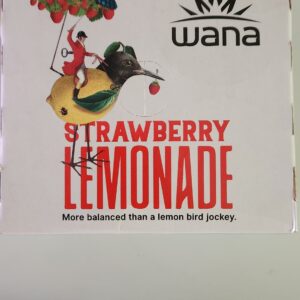 wana
STRAWBERRY
LEMONADE
More balanced than a lemon bird jockey.